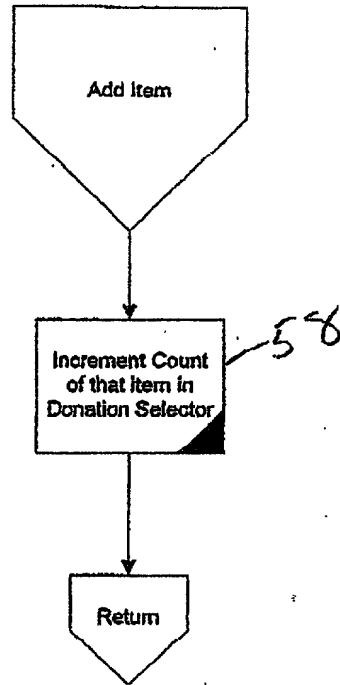 Add Item
Increment Count
of that Item in
Donation Selector
58
Return